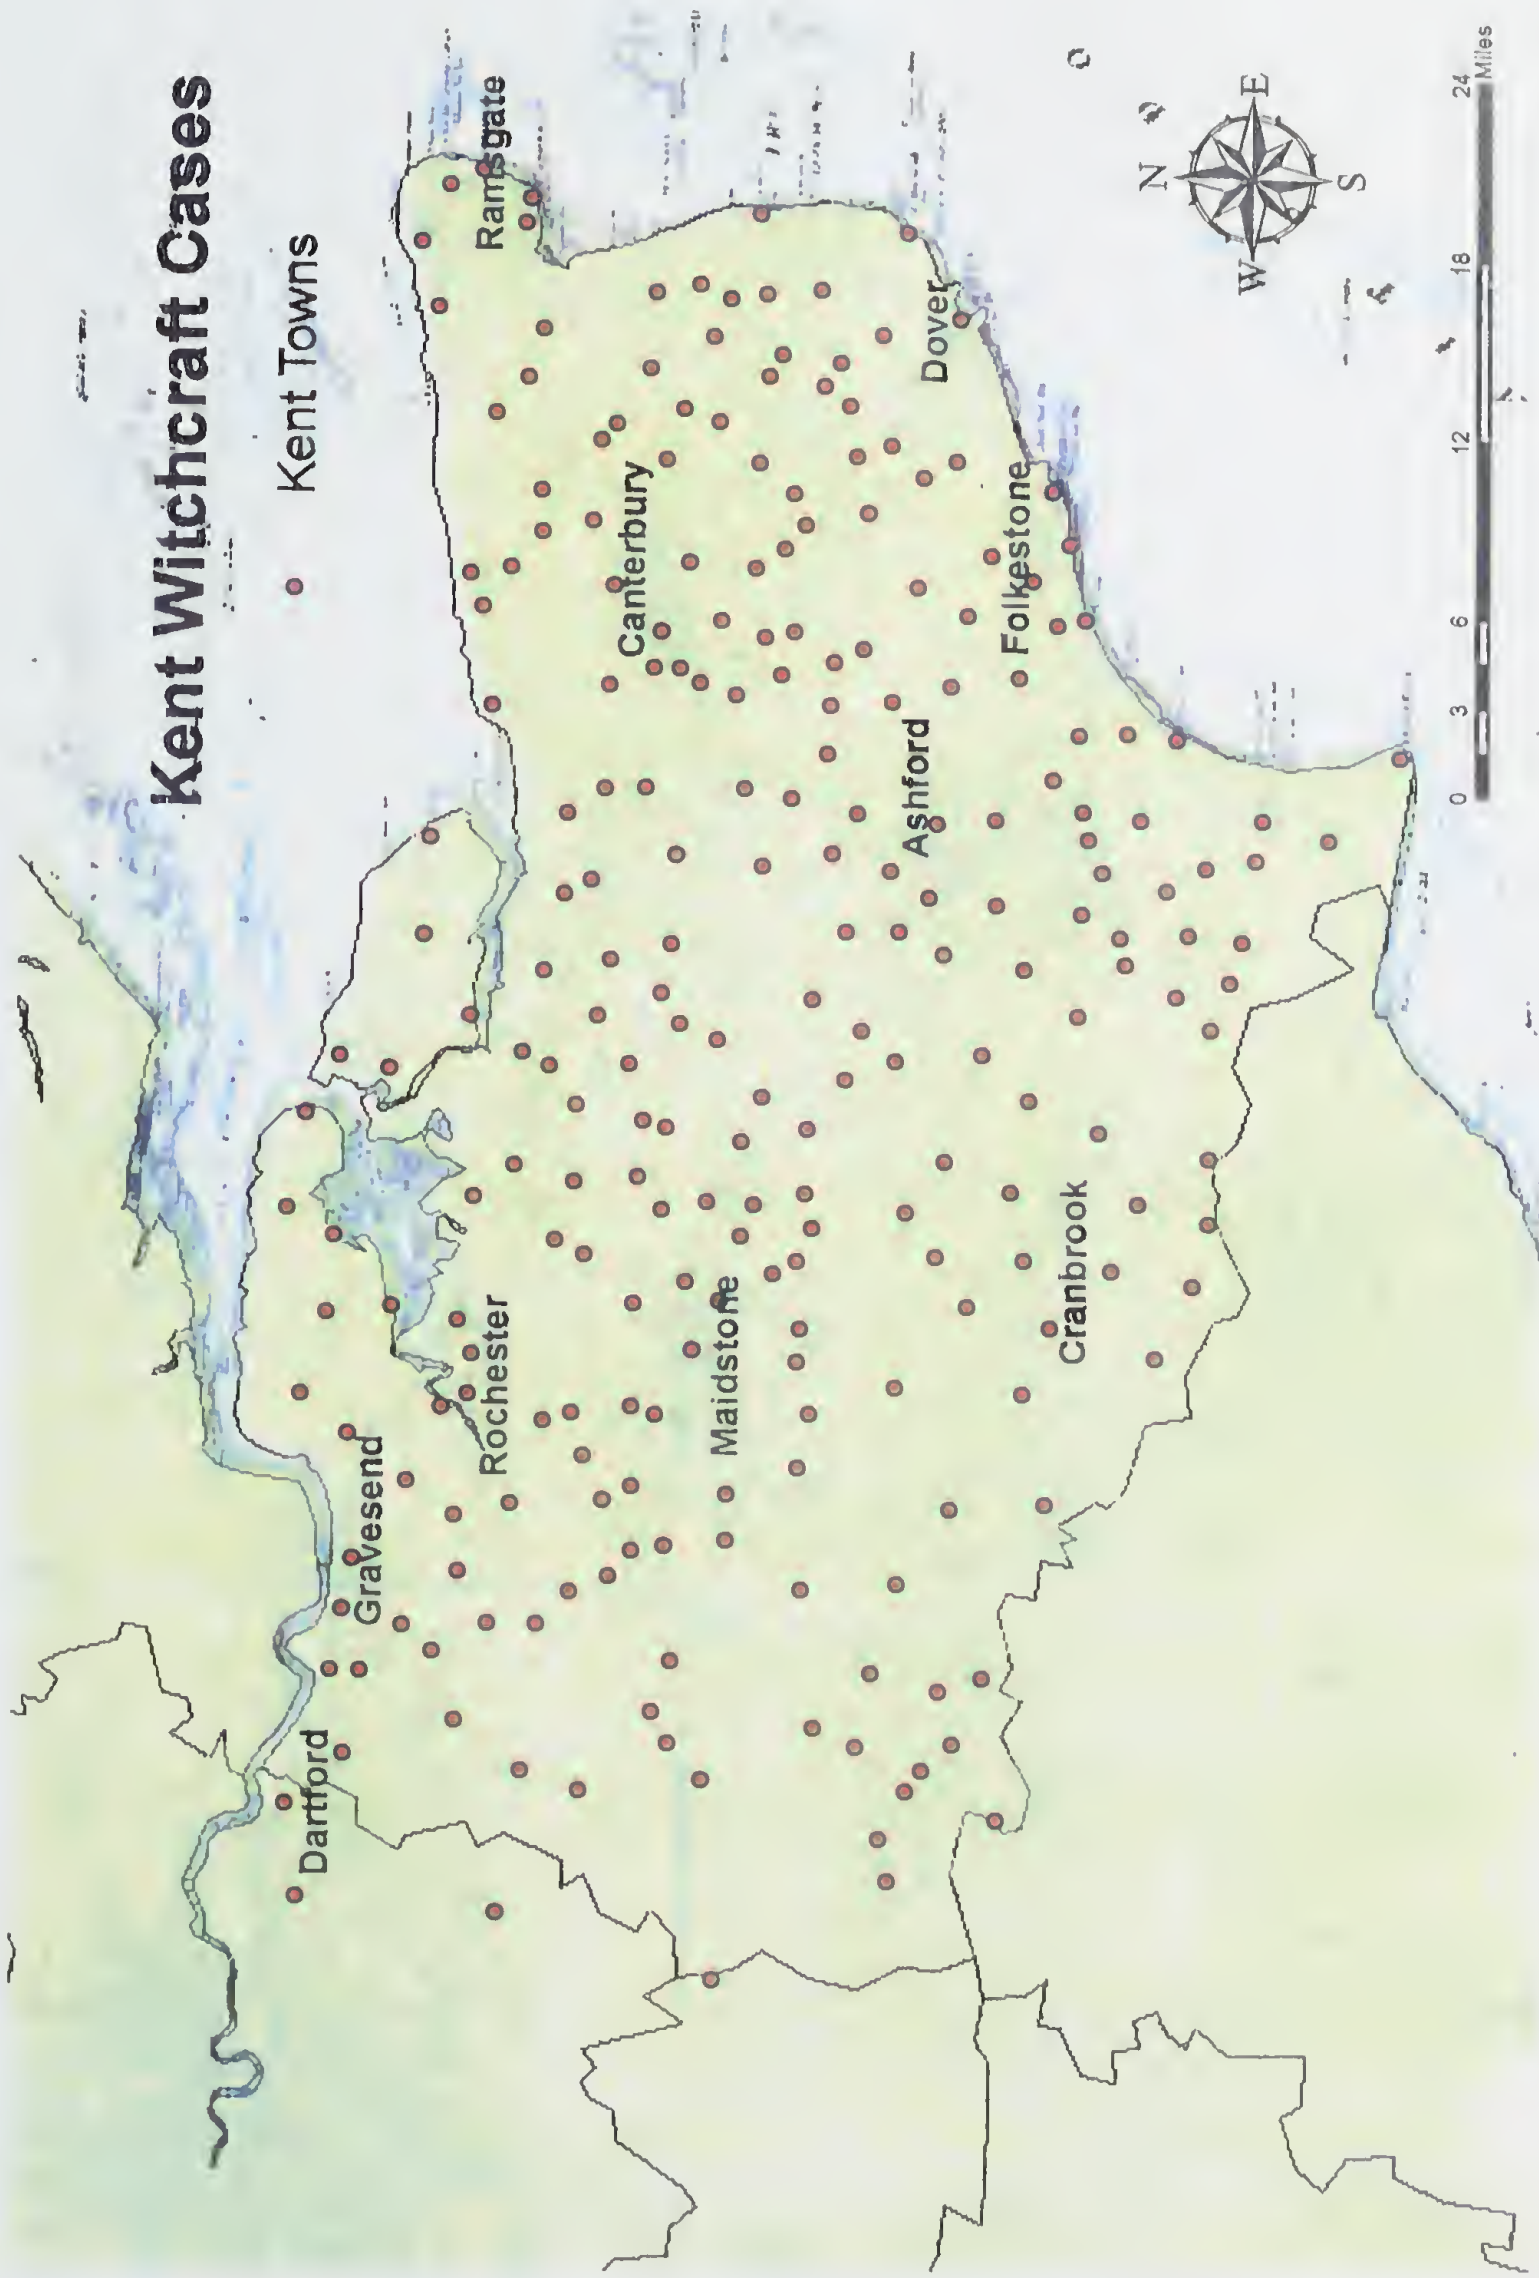 Kent Witchcraft Cases
Kent Towns
Ramsgate
Dartford
Gravesend
Rochester
Canterbury
Maidstone
Dover
Ashford
Folkestone
Cranbrook
N
W
E
S
0 3 6 12 18 24
Miles